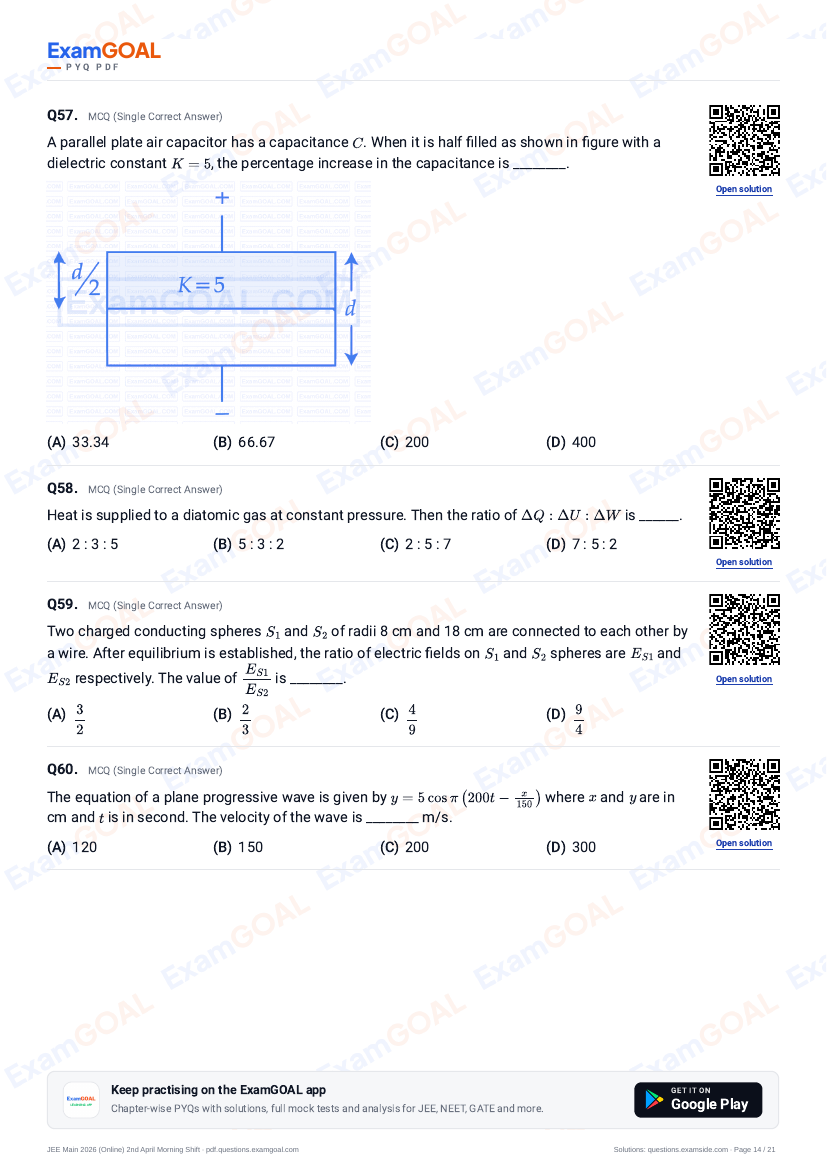 ExamGOAL
PYQ PDF
Q57. MCQ (Single Correct Answer)
A parallel plate air capacitor has a capacitance C. When it is half filled as shown in figure with a
dielectric constant K = 5, the percentage increase in the capacitance is ________.
Open solution
+
d/2
K=5
d
ExamGOAL.COM
−
(A) 33.34 (B) 66.67 (C) 200 (D) 400
Q58. MCQ (Single Correct Answer)
Heat is supplied to a diatomic gas at constant pressure. Then the ratio of ΔQ : ΔU : ΔW is ______.
(A) 2 : 3 : 5 (B) 5 : 3 : 2 (C) 2 : 5 : 7 (D) 7 : 5 : 2
Open solution
Q59. MCQ (Single Correct Answer)
Two charged conducting spheres S₁ and S₂ of radii 8 cm and 18 cm are connected to each other by
a wire. After equilibrium is established, the ratio of electric fields on S₁ and S₂ spheres are E_S1 and
E_S2 respectively. The value of E_S1/E_S2 is ________.
Open solution
(A) 3/2 (B) 2/3 (C) 4/9 (D) 9/4
Q60. MCQ (Single Correct Answer)
The equation of a plane progressive wave is given by y = 5 cos π (200t − x/150) where x and y are in
cm and t is in second. The velocity of the wave is ________ m/s.
(A) 120 (B) 150 (C) 200 (D) 300
Open solution
Keep practising on the ExamGOAL app
Chapter-wise PYQs with solutions, full mock tests and analysis for JEE, NEET, GATE and more.
GET IT ON
Google Play
JEE Main 2026 (Online) 2nd April Morning Shift · pdf.questions.examgoal.com Solutions: questions.examside.com · Page 14 / 21